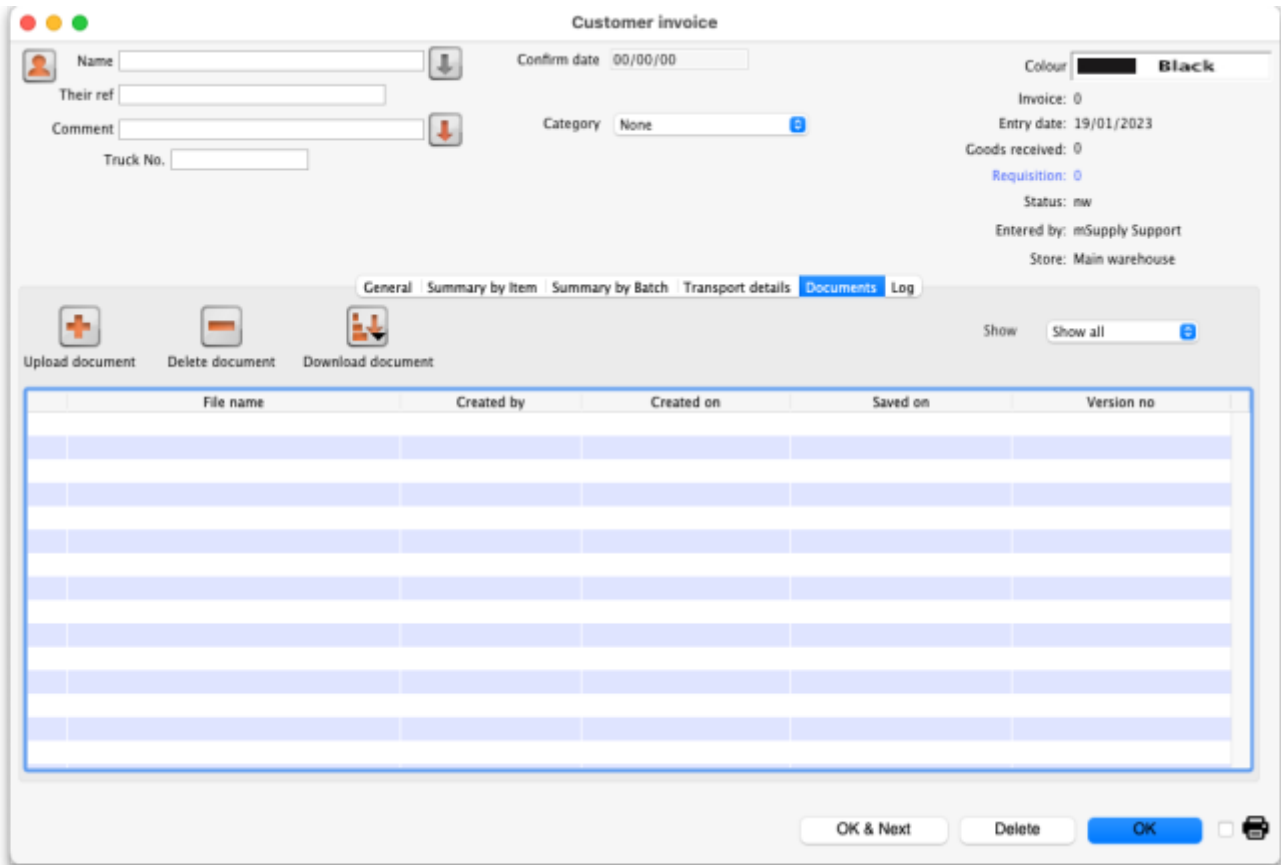 Customer invoice
Name
Confirm date 00/00/00
Colour Black
Their ref
Invoice: 0
Comment
Category None
Entry date: 19/01/2023
Truck No.
Goods received: 0
Requisition: 0
Status: nw
Entered by: mSupply Support
Store: Main warehouse
General Summary by Item Summary by Batch Transport details Documents Log
Show Show all
Upload document Delete document Download document
File name Created by Created on Saved on Version no
OK & Next Delete OK